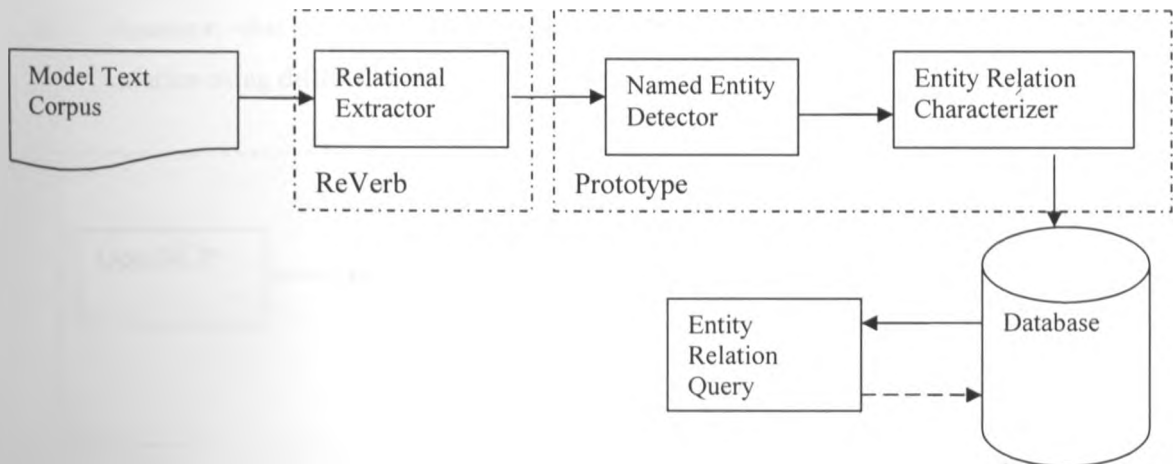 Model Text
Corpus
Relational
Extractor
ReVerb
Named Entity
Detector
Entity Relation
Characterizer
Prototype
Database
Entity
Relation
Query